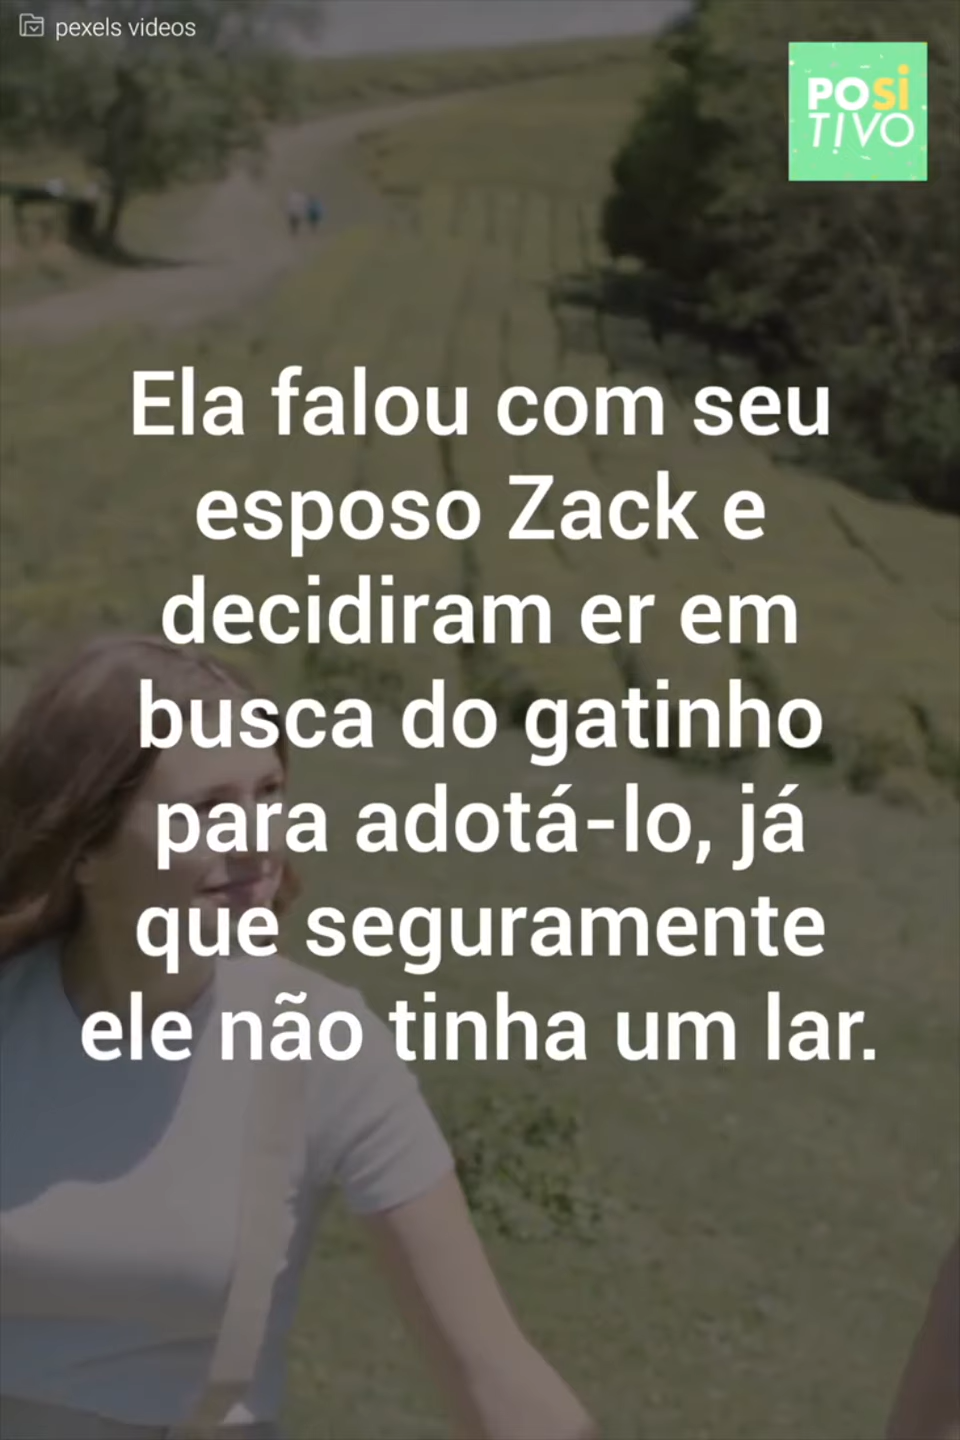 pexels videos
POSi
TIVO
Ela falou com seu
esposo Zack e
decidiram er em
busca do gatinho
para adotá-lo, já
que seguramente
ele não tinha um lar.